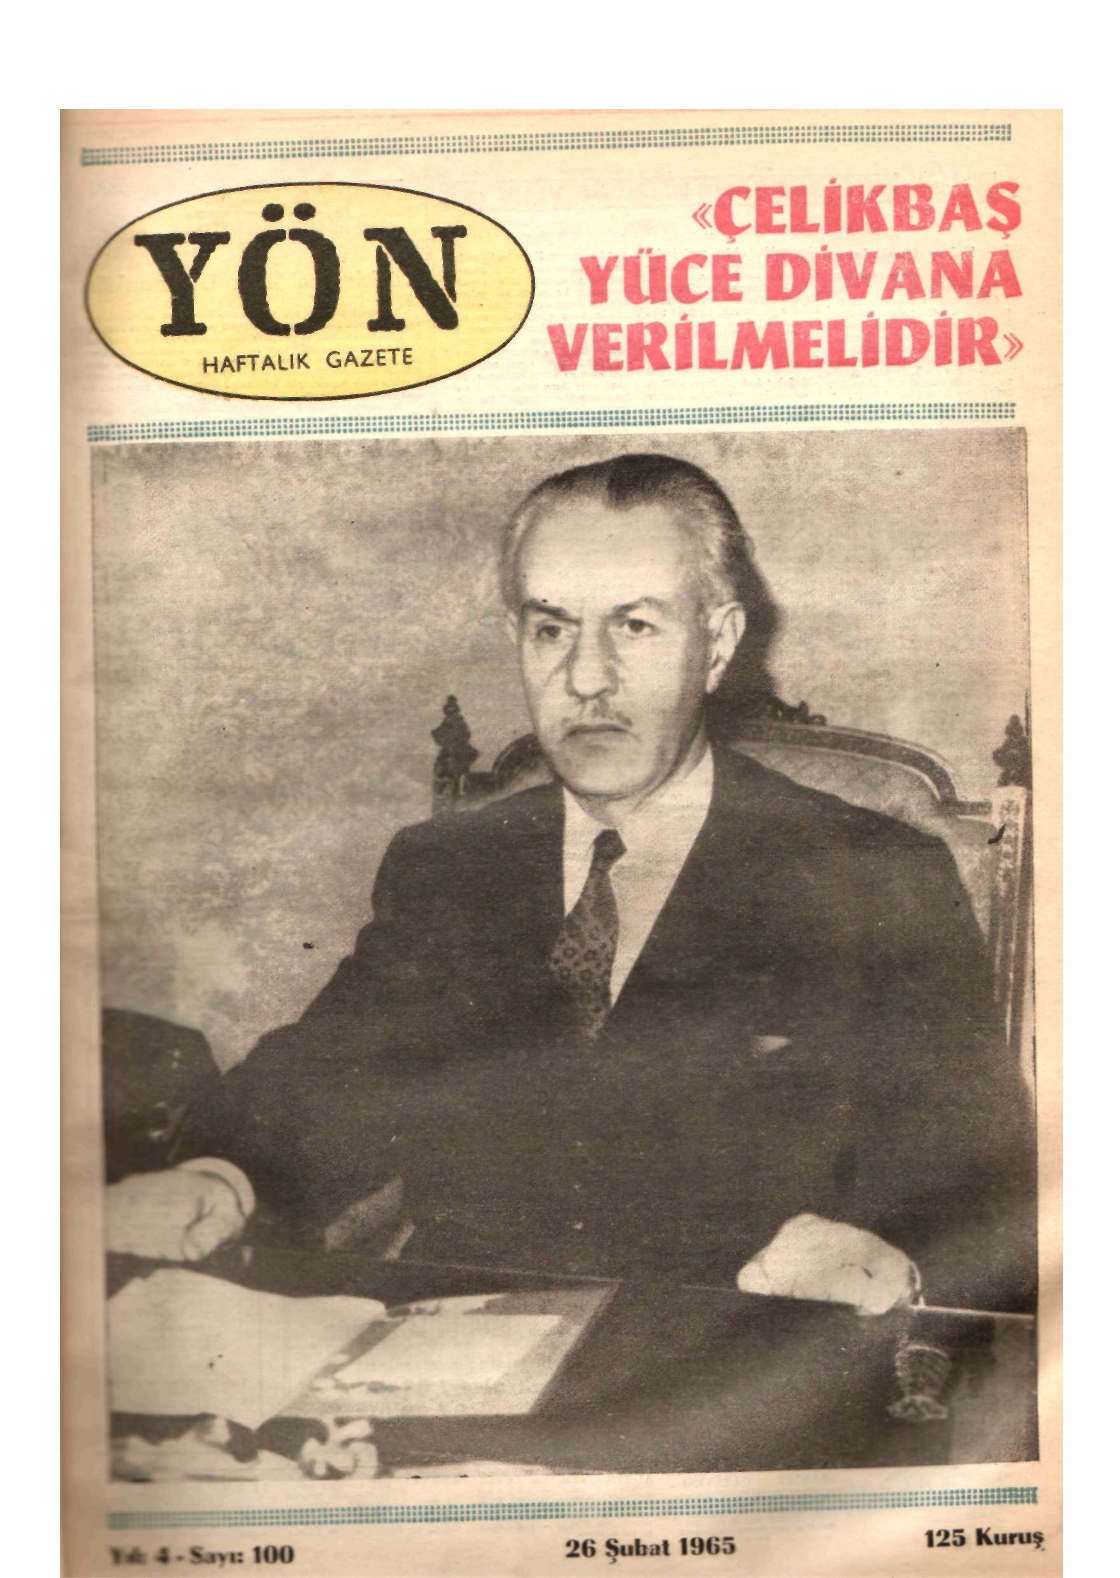 YÖN
HAFTALIK GAZETE
«ÇELİKBAŞ
YÜCE DİVANA
VERİLMELİDİR»
Yıl: 4 - Sayı: 100
26 Şubat 1965
125 Kuruş